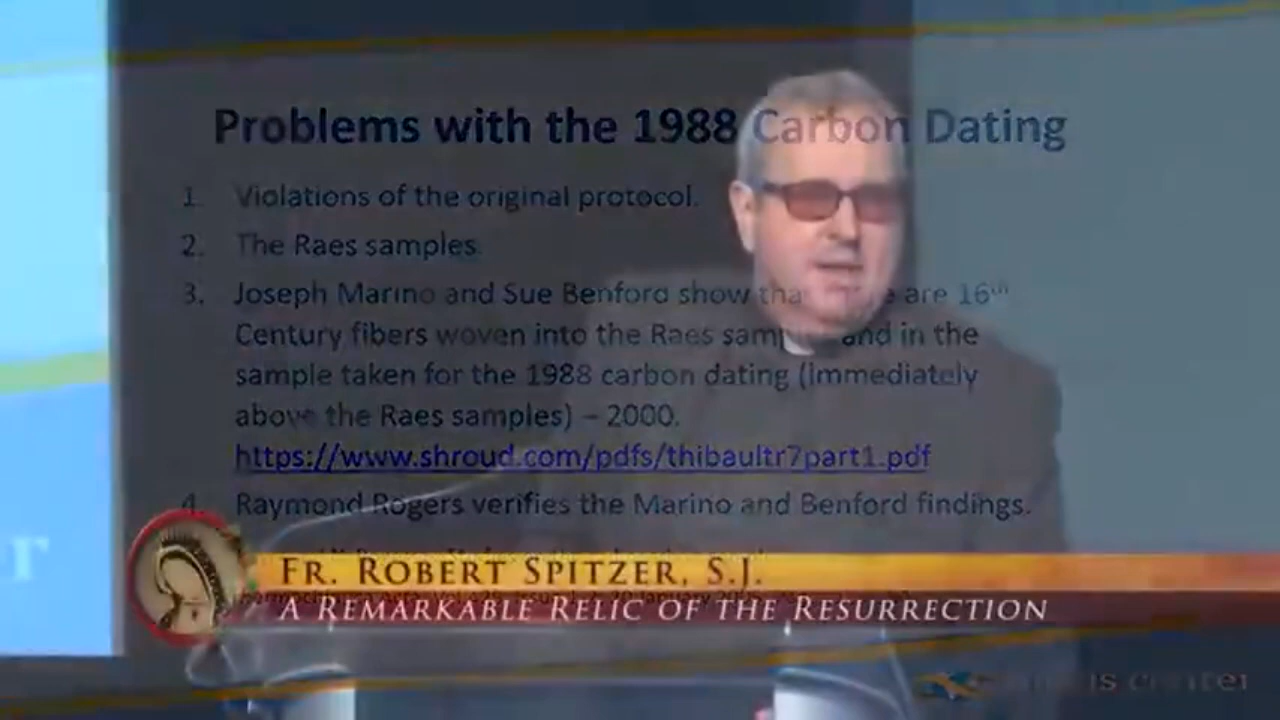 Problems with the 1988 Carbon Dating
1. Violations of the original protocol.
2. The Raes samples.
3. Joseph Marino and Sue Benford show are 16th
Century fibers woven into the Raes and in the
sample taken for the 1988 carbon dating (immediately
above the Raes samples) – 2000.
https://www.shroud.com/pdfs/thibaultr7part1.pdf
4. Raymond Rogers verifies the Marino and Benford findings.
FR. ROBERT SPITZER, S.J.
A REMARKABLE RELIC OF THE RESURRECTION
center